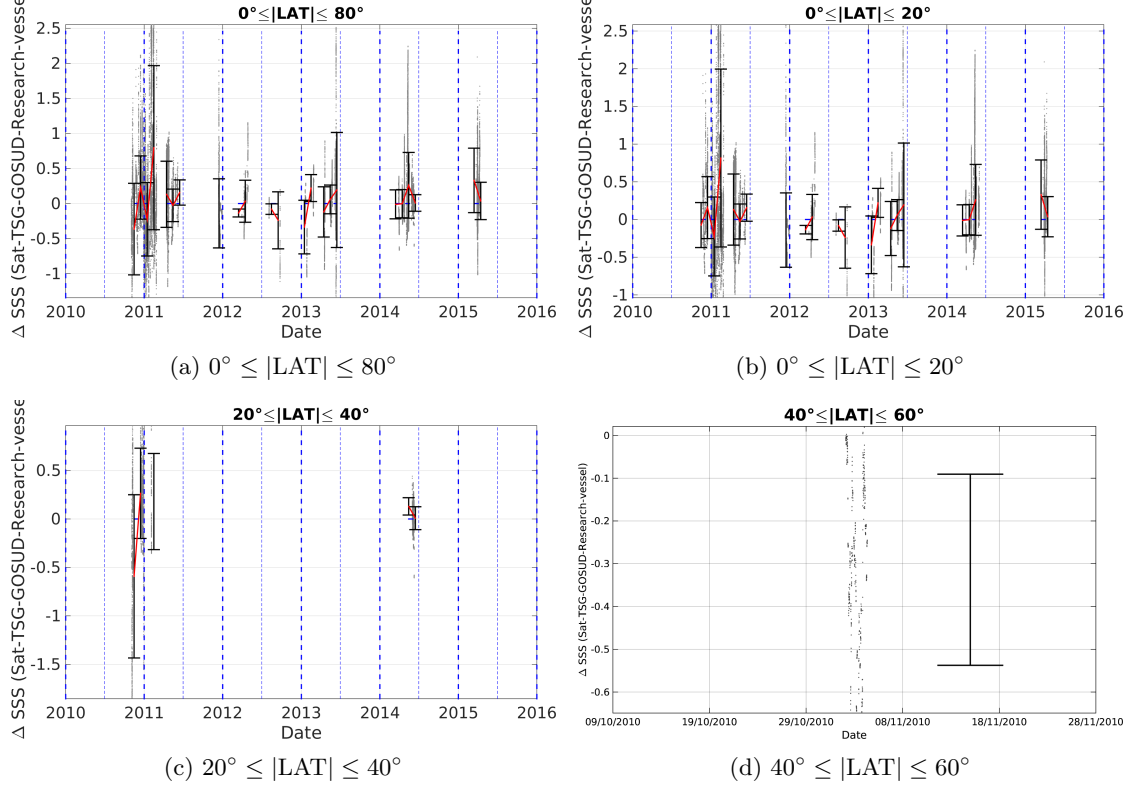 0°≤|LAT|≤ 80°
Δ SSS (Sat-TSG-GOSUD-Research-vesse
2.5
2
1.5
1
0.5
0
-0.5
-1
2010 2011 2012 2013 2014 2015 2016
Date
(a) 0° ≤ |LAT| ≤ 80°
0°≤|LAT|≤ 20°
Δ SSS (Sat-TSG-GOSUD-Research-vesse
2.5
2
1.5
1
0.5
0
-0.5
-1
2010 2011 2012 2013 2014 2015 2016
Date
(b) 0° ≤ |LAT| ≤ 20°
20°≤|LAT|≤ 40°
Δ SSS (Sat-TSG-GOSUD-Research-vesse
0.5
0
-0.5
-1
-1.5
2010 2011 2012 2013 2014 2015 2016
Date
(c) 20° ≤ |LAT| ≤ 40°
40°≤|LAT|≤ 60°
Δ SSS (Sat-TSG-GOSUD-Research-vessel)
0
-0.1
-0.2
-0.3
-0.4
-0.5
-0.6
09/10/2010 19/10/2010 29/10/2010 08/11/2010 18/11/2010 28/11/2010
Date
(d) 40° ≤ |LAT| ≤ 60°